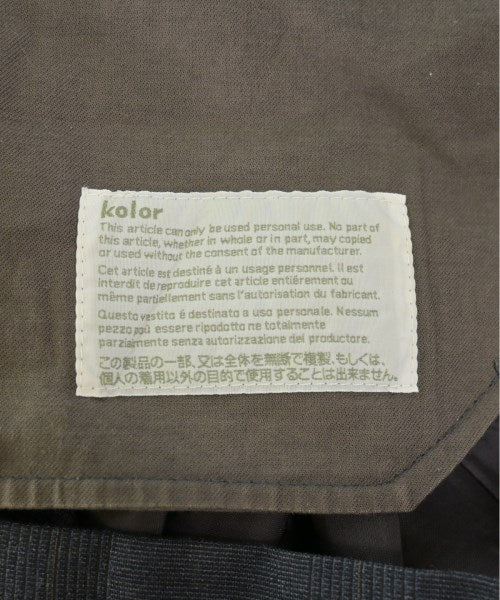 kolor
This article can only be used personal use. No part of
this article, whether in whole or in part, may copied
or used without the consent of the manufacturer.
Cet article est destiné à un usage personnel. Il est
interdit de reproduire cet article entiérement ou
même partiellement sans l'autorisation du fabricant.
Questo vestito é destinato a uso personale. Nessum
pezzo poú essere ripodotto ne totalmente
parzialmente senza autorizzazione del produttore.
この製品の一部、又は全体を無断で複製、もしくは、
個人の着用以外の目的で使用することは出来ません。